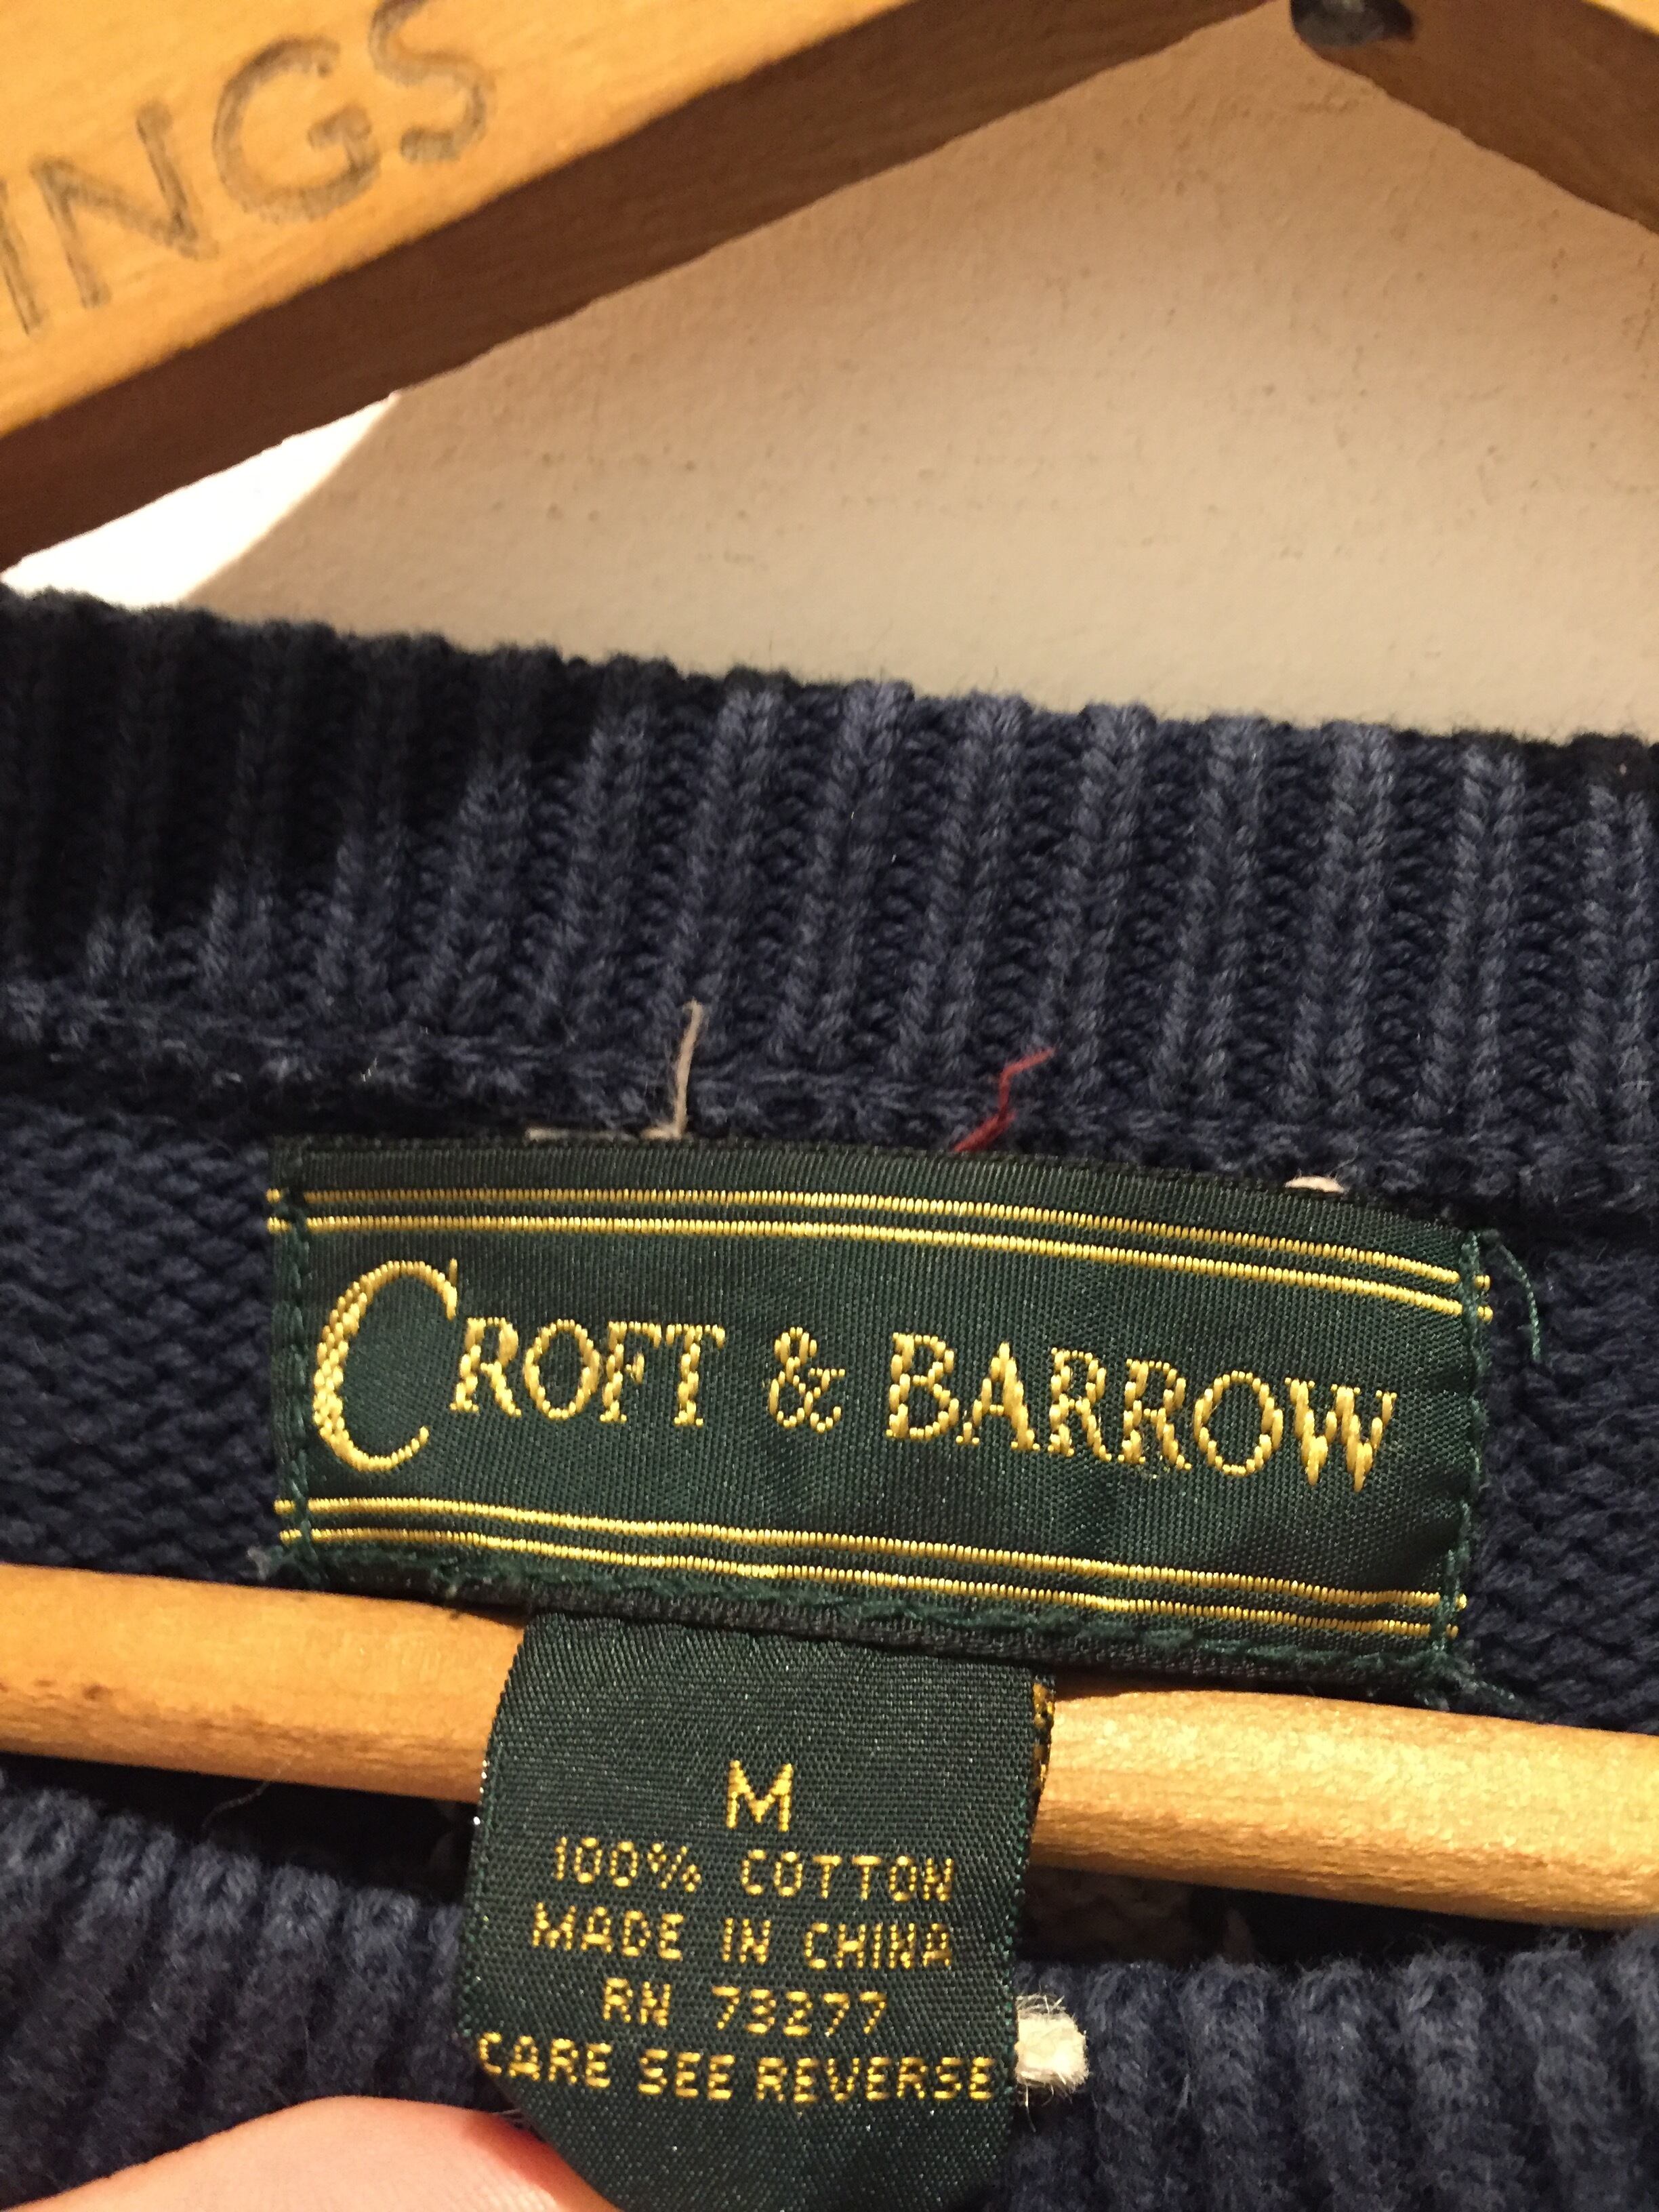 INGS
CROFT & BARROW
M
100% COTTON
MADE IN CHINA
RN 73277
CARE SEE REVERSE